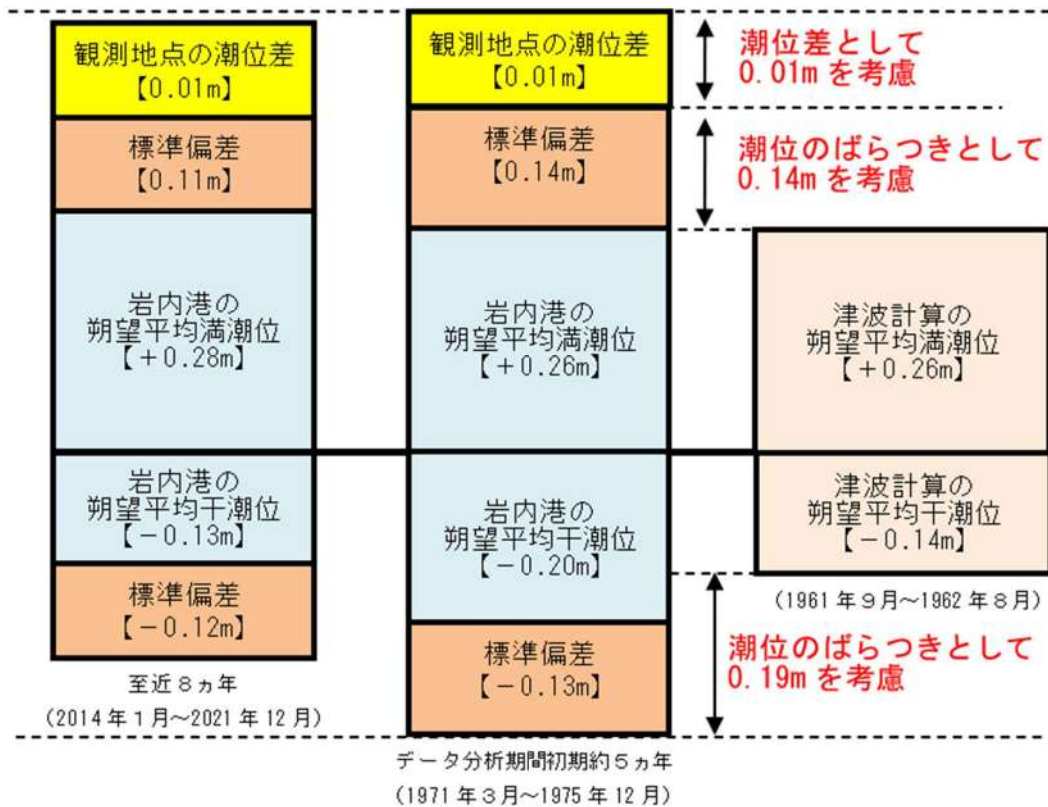 観測地点の潮位差
【0.01m】
標準偏差
【0.11m】
岩内港の
朔望平均満潮位
【+0.28m】
岩内港の
朔望平均干潮位
【-0.13m】
標準偏差
【-0.12m】
至近8ヵ年
(2014年1月~2021年12月)
観測地点の潮位差
【0.01m】
標準偏差
【0.14m】
岩内港の
朔望平均満潮位
【+0.26m】
岩内港の
朔望平均干潮位
【-0.20m】
標準偏差
【-0.13m】
データ分析期間初期約5ヵ年
(1971年3月~1975年12月)
潮位差として
0.01mを考慮
潮位のばらつきとして
0.14mを考慮
津波計算の
朔望平均満潮位
【+0.26m】
津波計算の
朔望平均干潮位
【-0.14m】
(1961年9月~1962年8月)
潮位のばらつきとして
0.19mを考慮